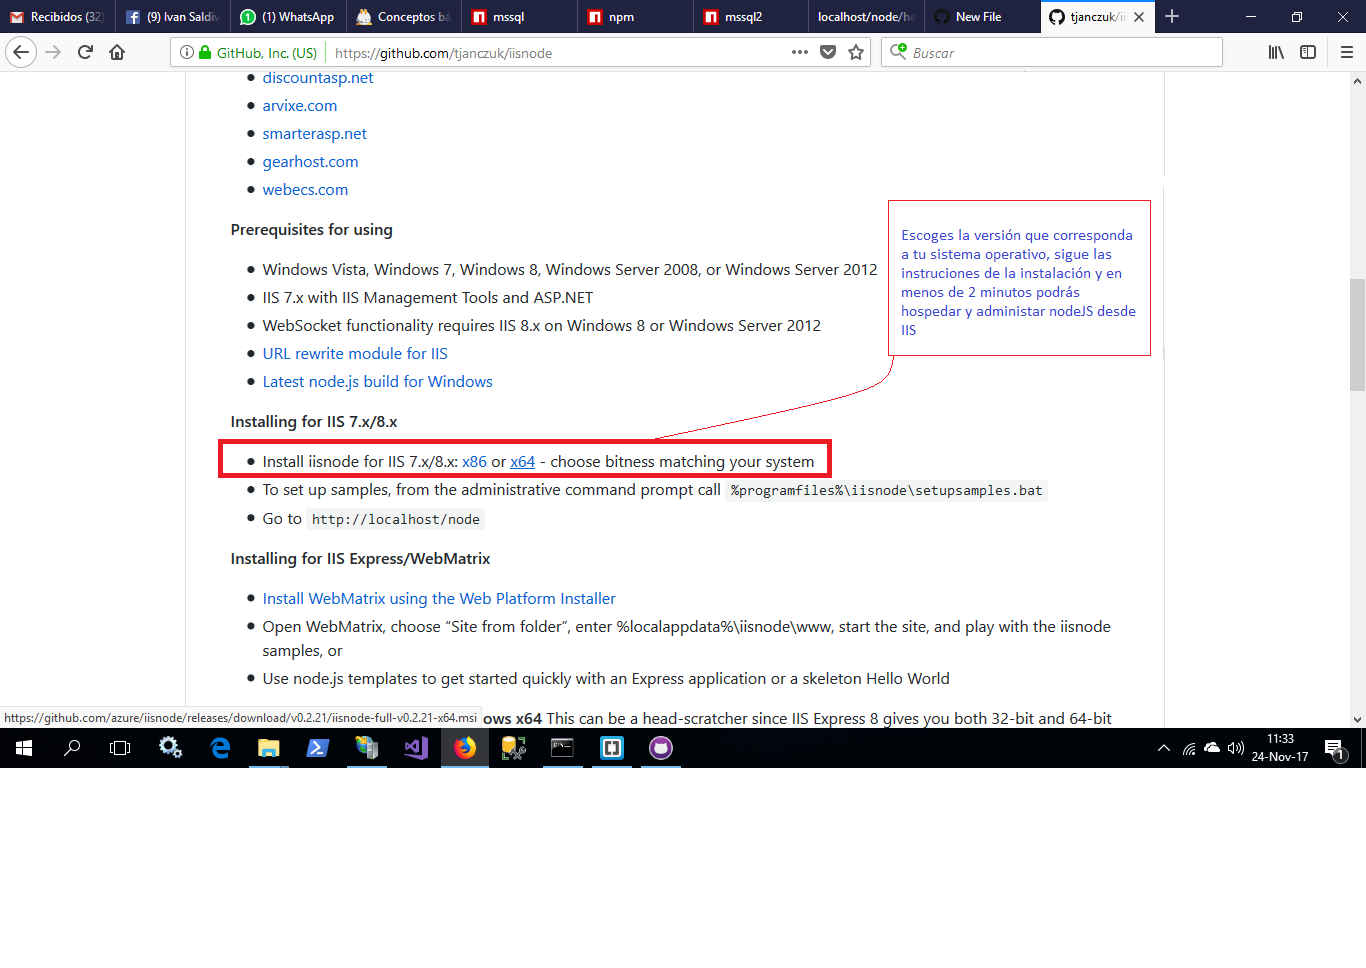 Recibidos (32)
(9) Ivan Saldiv
(1) WhatsApp
Conceptos bá
mssql
npm
mssql2
localhost/node/he
New File
tjanczuk/ii
GitHub, Inc. (US)
https://github.com/tjanczuk/iisnode
Buscar
discountasp.net
arvixe.com
smarterasp.net
gearhost.com
webecs.com
Prerequisites for using
Windows Vista, Windows 7, Windows 8, Windows Server 2008, or Windows Server 2012
IIS 7.x with IIS Management Tools and ASP.NET
WebSocket functionality requires IIS 8.x on Windows 8 or Windows Server 2012
URL rewrite module for IIS
Latest node.js build for Windows
Escoges la versión que corresponda
a tu sistema operativo, sigue las
instruciones de la instalación y en
menos de 2 minutos podrás
hospedar y administar nodeJS desde
IIS
Installing for IIS 7.x/8.x
Install iisnode for IIS 7.x/8.x: x86 or x64 - choose bitness matching your system
To set up samples, from the administrative command prompt call %programfiles%\iisnode\setupsamples.bat
Go to http://localhost/node
Installing for IIS Express/WebMatrix
Install WebMatrix using the Web Platform Installer
Open WebMatrix, choose “Site from folder”, enter %localappdata%\iisnode\www, start the site, and play with the iisnode
samples, or
Use node.js templates to get started quickly with an Express application or a skeleton Hello World
https://github.com/azure/iisnode/releases/download/v0.2.21/iisnode-full-v0.2.21-x64.msi
ows x64 This can be a head-scratcher since IIS Express 8 gives you both 32-bit and 64-bit
11:33
24-Nov-17
1